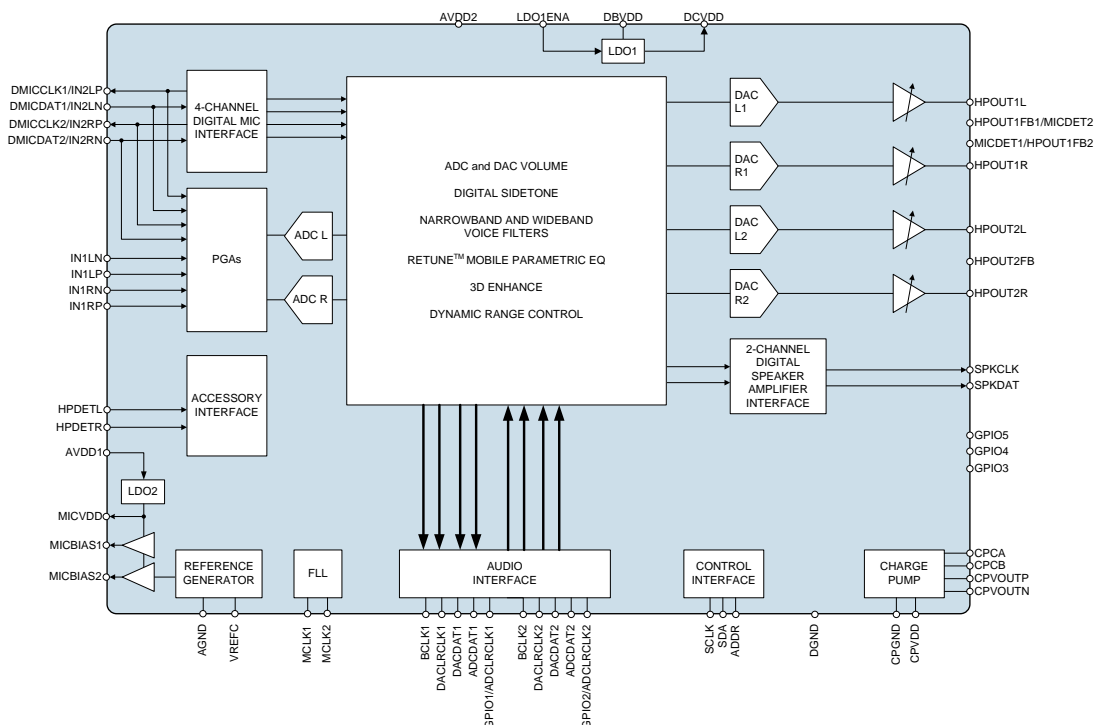 AVDD2
LDO1ENA
DBVDD
DCVDD
LDO1
DMICCLK1/IN2LP
DMICDAT1/IN2LN
DMICCLK2/IN2RP
DMICDAT2/IN2RN
4-CHANNEL
DIGITAL MIC
INTERFACE
IN1LN
IN1LP
IN1RN
IN1RP
PGAs
ADC L
ADC R
ADC and DAC VOLUME
DIGITAL SIDETONE
NARROWBAND AND WIDEBAND
VOICE FILTERS
RETUNE™ MOBILE PARAMETRIC EQ
3D ENHANCE
DYNAMIC RANGE CONTROL
DAC
L1
DAC
R1
DAC
L2
DAC
R2
HPOUT1L
HPOUT1FB1/MICDET2
MICDET1/HPOUT1FB2
HPOUT1R
HPOUT2L
HPOUT2FB
HPOUT2R
2-CHANNEL
DIGITAL
SPEAKER
AMPLIFIER
INTERFACE
SPKCLK
SPKDAT
GPIO5
GPIO4
GPIO3
HPDETL
HPDETR
ACCESSORY
INTERFACE
AVDD1
LDO2
MICVDD
MICBIAS1
MICBIAS2
REFERENCE
GENERATOR
FLL
AUDIO
INTERFACE
CONTROL
INTERFACE
CHARGE
PUMP
CPCA
CPCB
CPVOUTP
CPVOUTN
AGND
VREFC
MCLK1
MCLK2
BCLK1
DACLRCLK1
DACDAT1
ADCDAT1
GPIO1/ADCLRCLK1
BCLK2
DACLRCLK2
DACDAT2
ADCDAT2
GPIO2/ADCLRCLK2
SCLK
SDA
ADDR
DGND
CPGND
CPVDD